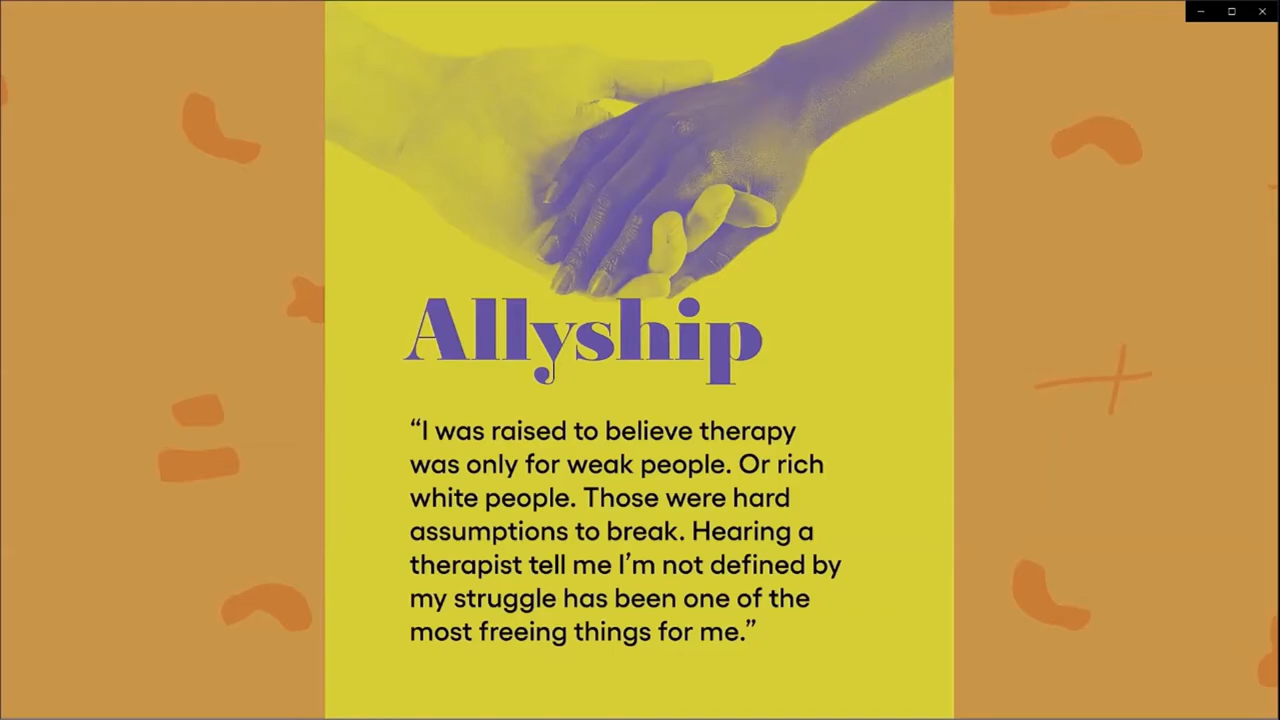 Allyship
“I was raised to believe therapy
was only for weak people. Or rich
white people. Those were hard
assumptions to break. Hearing a
therapist tell me I’m not defined by
my struggle has been one of the
most freeing things for me.”